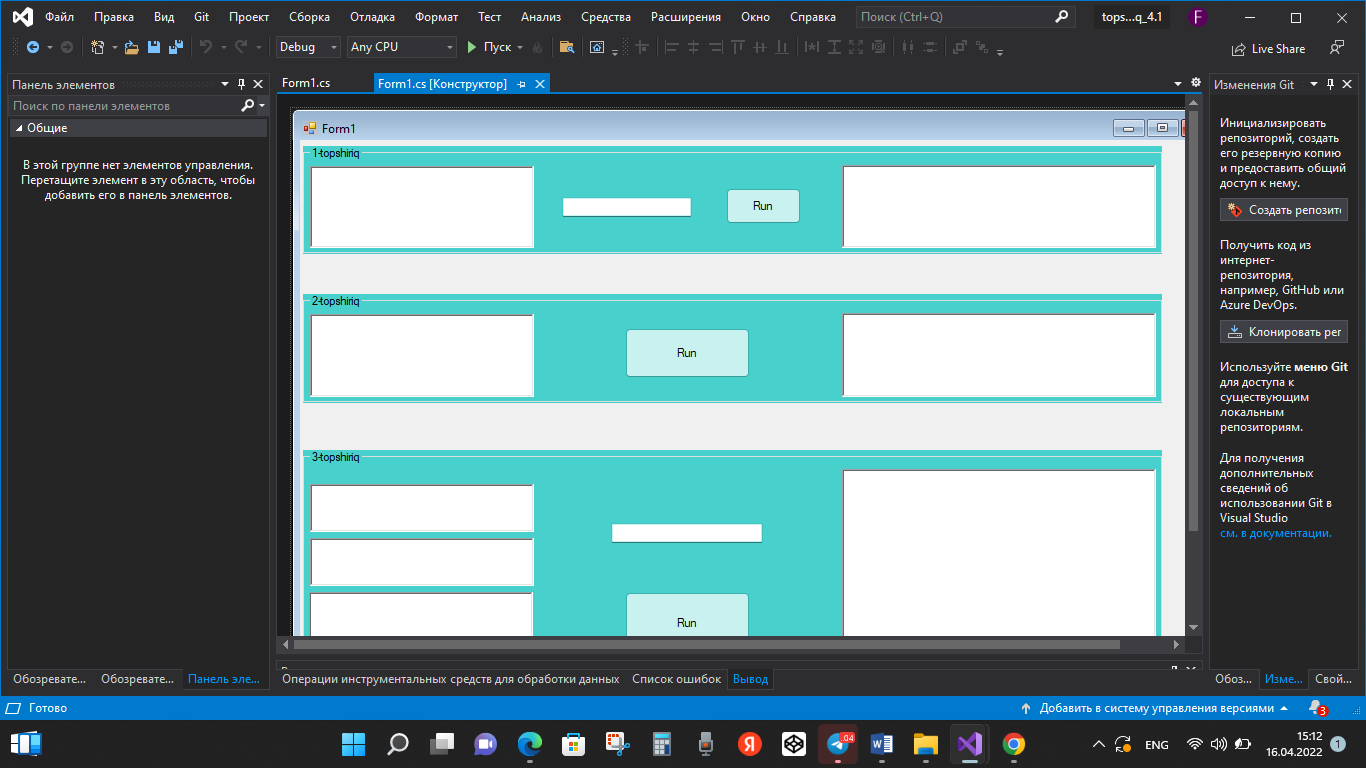 Файл Правка Вид Git Проект Сборка Отладка Формат Тест Анализ Средства Расширения Окно Справка Поиск (Ctrl+Q) tops...q_4.1 F
Debug Any CPU Пуск Live Share
Панель элементов
Поиск по панели элементов
Общие
В этой группе нет элементов управления.
Перетащите элемент в эту область, чтобы
добавить его в панель элементов.
Form1.cs Form1.cs [Конструктор]
Form1
1-topshiriq
Run
2-topshiriq
Run
3-topshiriq
Run
Изменения Git
Инициализировать
репозиторий, создать
его резервную копию
и предоставить общий
доступ к нему.
Создать репозит
Получить код из
интернет-
репозитория,
например, GitHub или
Azure DevOps.
Клонировать реп
Используйте меню Git
для доступа к
существующим
локальным
репозиториям.
Для получения
дополнительных
сведений об
использовании Git в
Visual Studio
см. в документации.
Обозревате... Обозревате... Панель эле... Операции инструментальных средств для обработки данных Список ошибок Вывод Обоз... Изме... Свой...
Готово Добавить в систему управления версиями 3
.04 ENG 15:12
16.04.2022 1